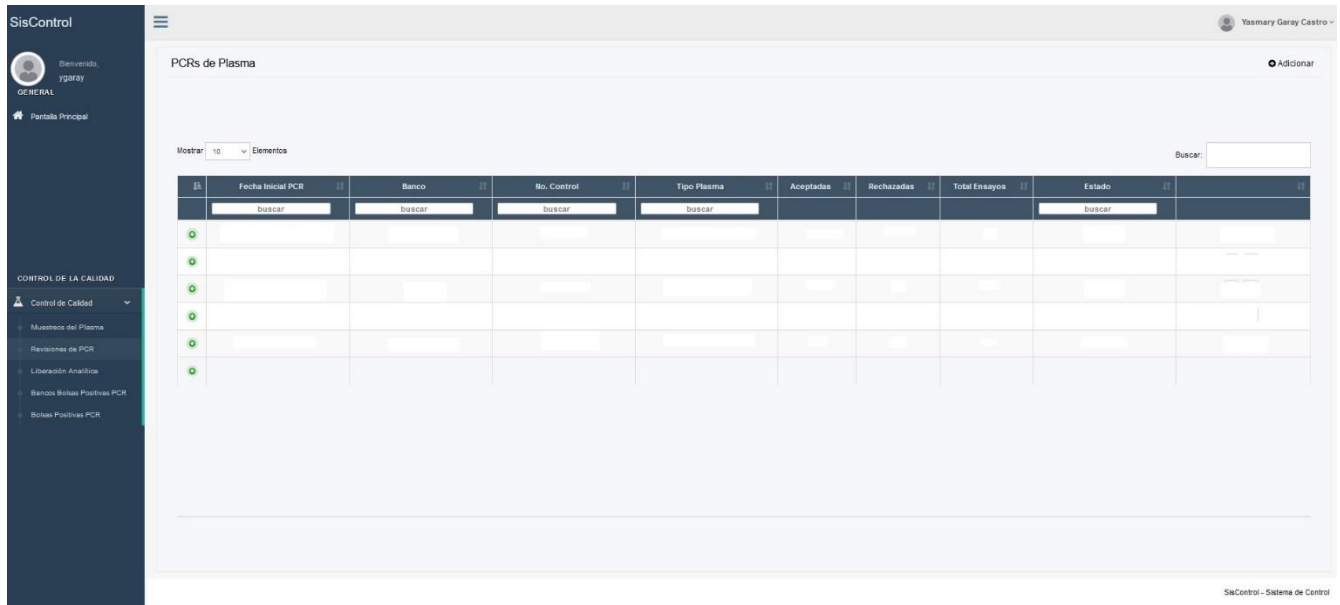 SisControl
Yasmary Garay Castro
Bienvenido,
ygaray
GENERAL
Pantalla Principal
CONTROL DE LA CALIDAD
Control de Calidad
Muestreos del Plasma
Revisiones de PCR
Liberación Analítica
Bancos Bolsas Positivas PCR
Bolsas Positivas PCR
PCRs de Plasma
Adicionar
Mostrar 10 Elementos
Buscar:
Fecha Inicial PCR Banco No. Control Tipo Plasma Aceptadas Rechazadas Total Ensayos Estado
buscar buscar buscar buscar buscar
SisControl - Sistema de Control